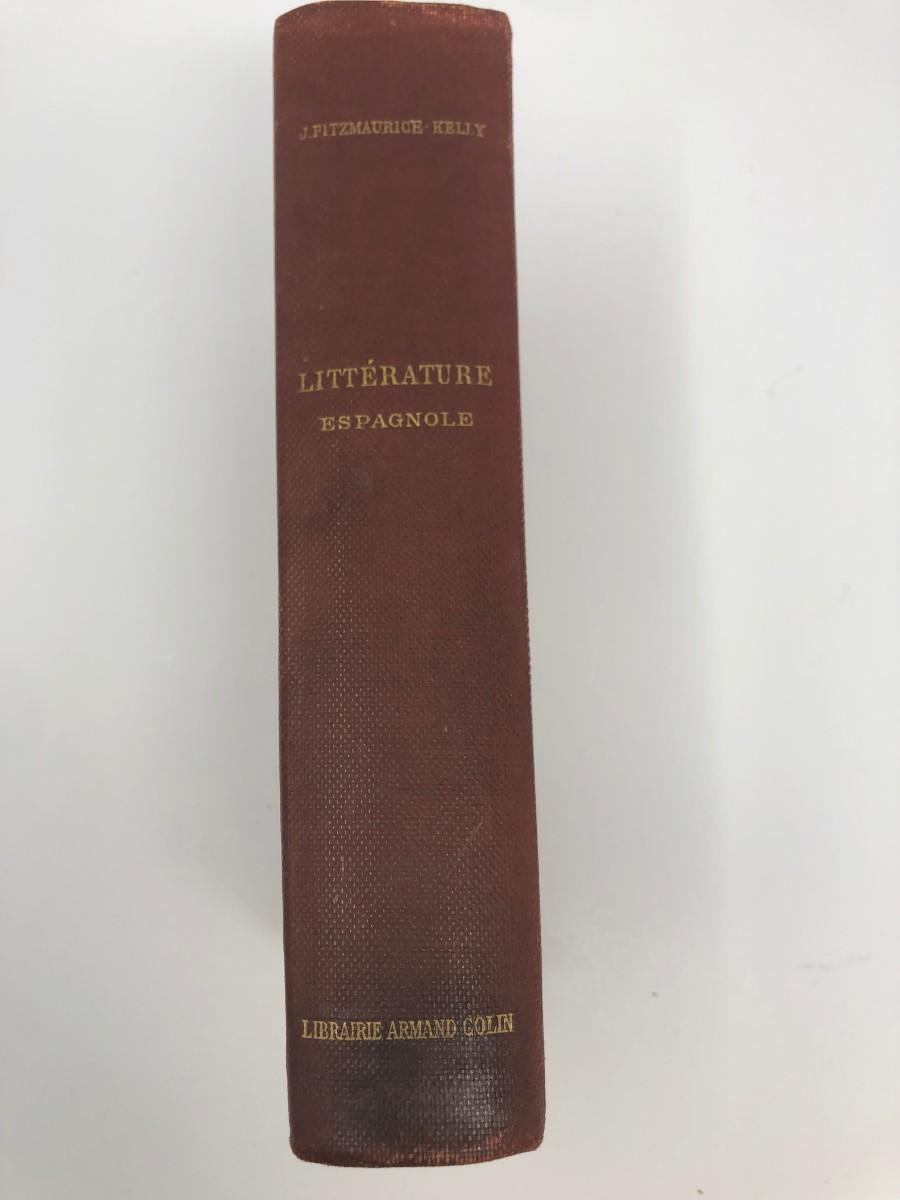 J. FITZMAURICE-KELLY
LITTÉRATURE
ESPAGNOLE
LIBRAIRIE ARMAND COLIN